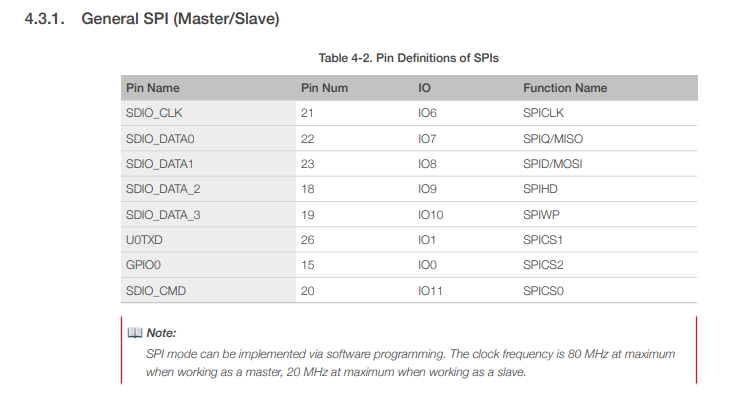 4.3.1. General SPI (Master/Slave)
Table 4-2. Pin Definitions of SPIs
Pin Name Pin Num IO Function Name
SDIO_CLK 21 IO6 SPICLK
SDIO_DATA0 22 IO7 SPIQ/MISO
SDIO_DATA1 23 IO8 SPID/MOSI
SDIO_DATA_2 18 IO9 SPIHD
SDIO_DATA_3 19 IO10 SPIWP
U0TXD 26 IO1 SPICS1
GPIO0 15 IO0 SPICS2
SDIO_CMD 20 IO11 SPICS0
Note:
SPI mode can be implemented via software programming. The clock frequency is 80 MHz at maximum
when working as a master, 20 MHz at maximum when working as a slave.